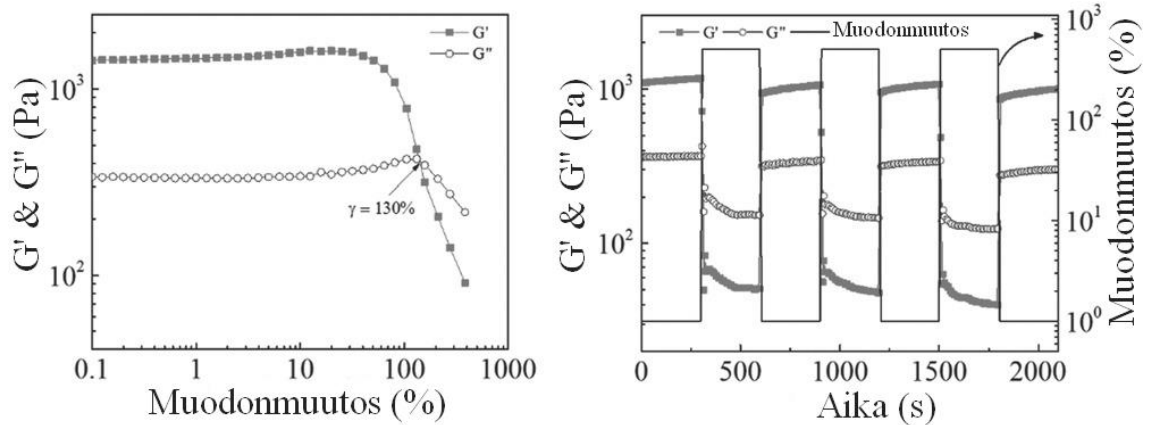 G' & G'' (Pa)
10³
10²
G'
G''
γ = 130%
0.1 1 10 100 1000
Muodonmuutos (%)
G' & G'' (Pa)
10³
10²
G' G'' Muodonmuutos
10³
10²
10¹
10⁰
Muodonmuutos (%)
0 500 1000 1500 2000
Aika (s)